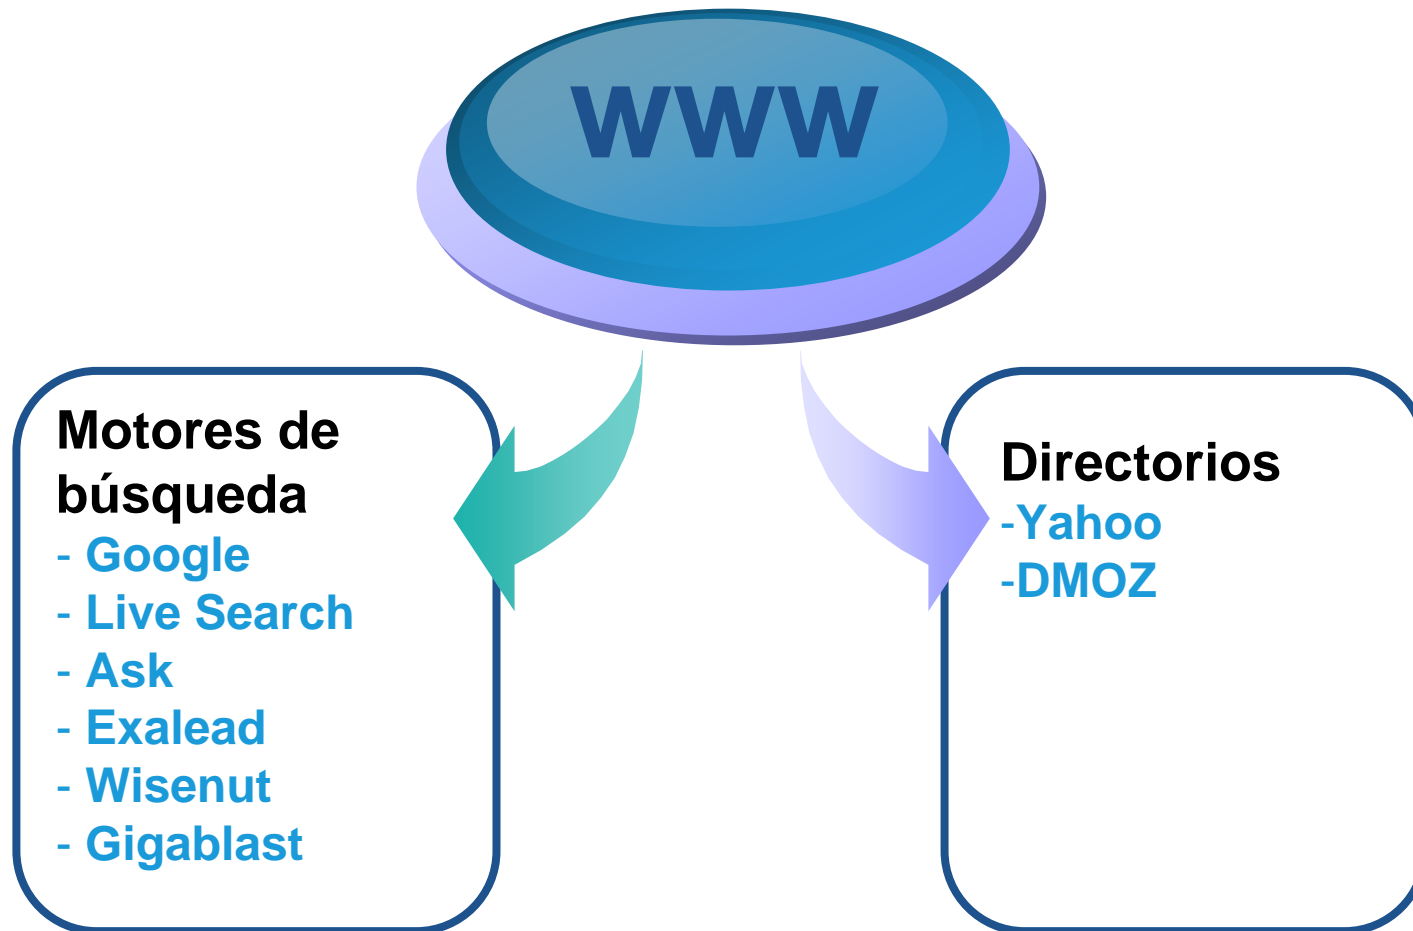 WWW
Motores de
búsqueda
- Google
- Live Search
- Ask
- Exalead
- Wisenut
- Gigablast
Directorios
-Yahoo
-DMOZ